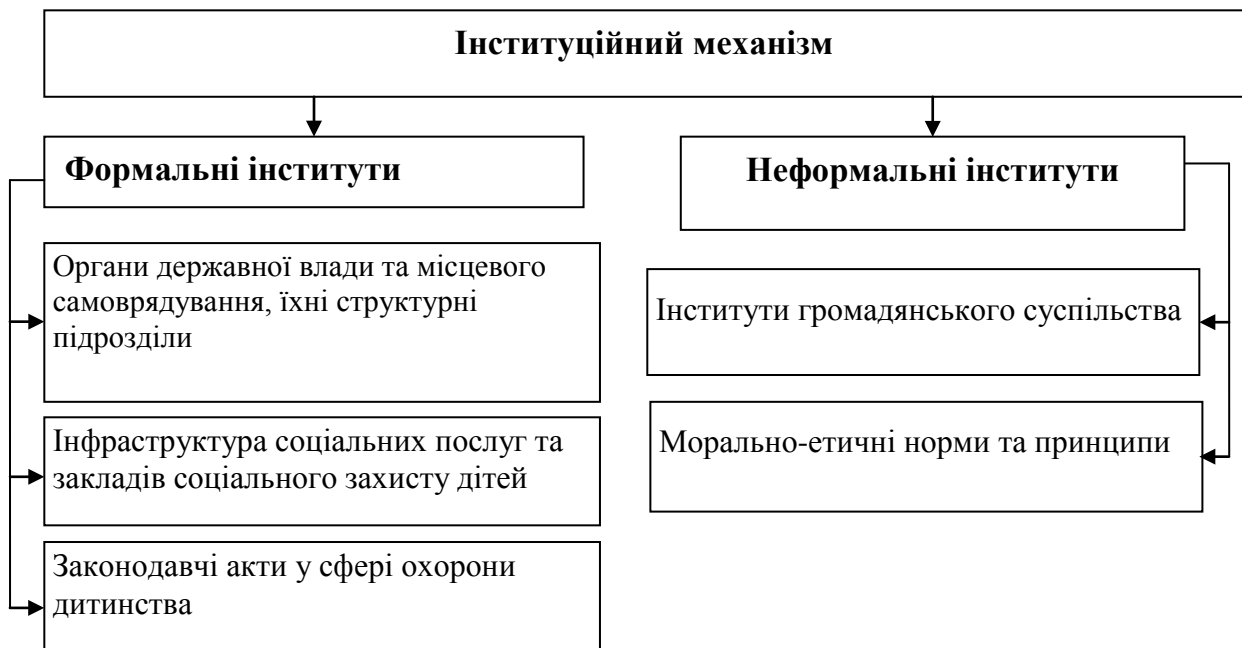 Інституційний механізм
Формальні інститути
Органи державної влади та місцевого
самоврядування, їхні структурні
підрозділи
Інфраструктура соціальних послуг та
закладів соціального захисту дітей
Законодавчі акти у сфері охорони
дитинства
Неформальні інститути
Інститути громадянського суспільства
Морально-етичні норми та принципи